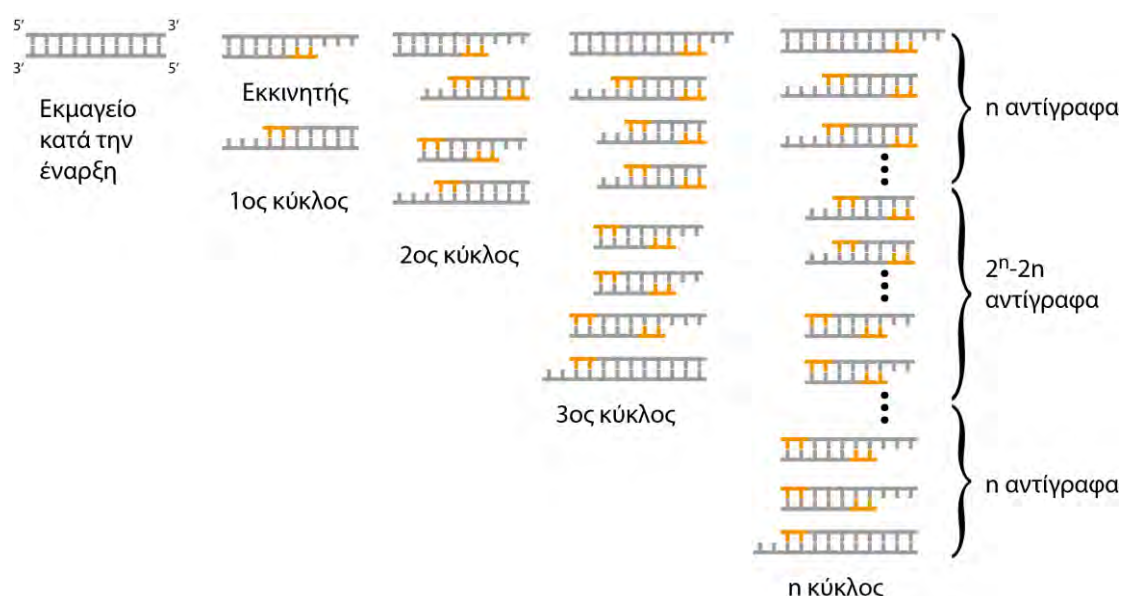 5’ 3’
3’ 5’
Εκμαγείο
κατά την
έναρξη
Εκκινητής
1ος κύκλος
2ος κύκλος
3ος κύκλος
n κύκλος
n αντίγραφα
2ⁿ-2n
αντίγραφα
n αντίγραφα